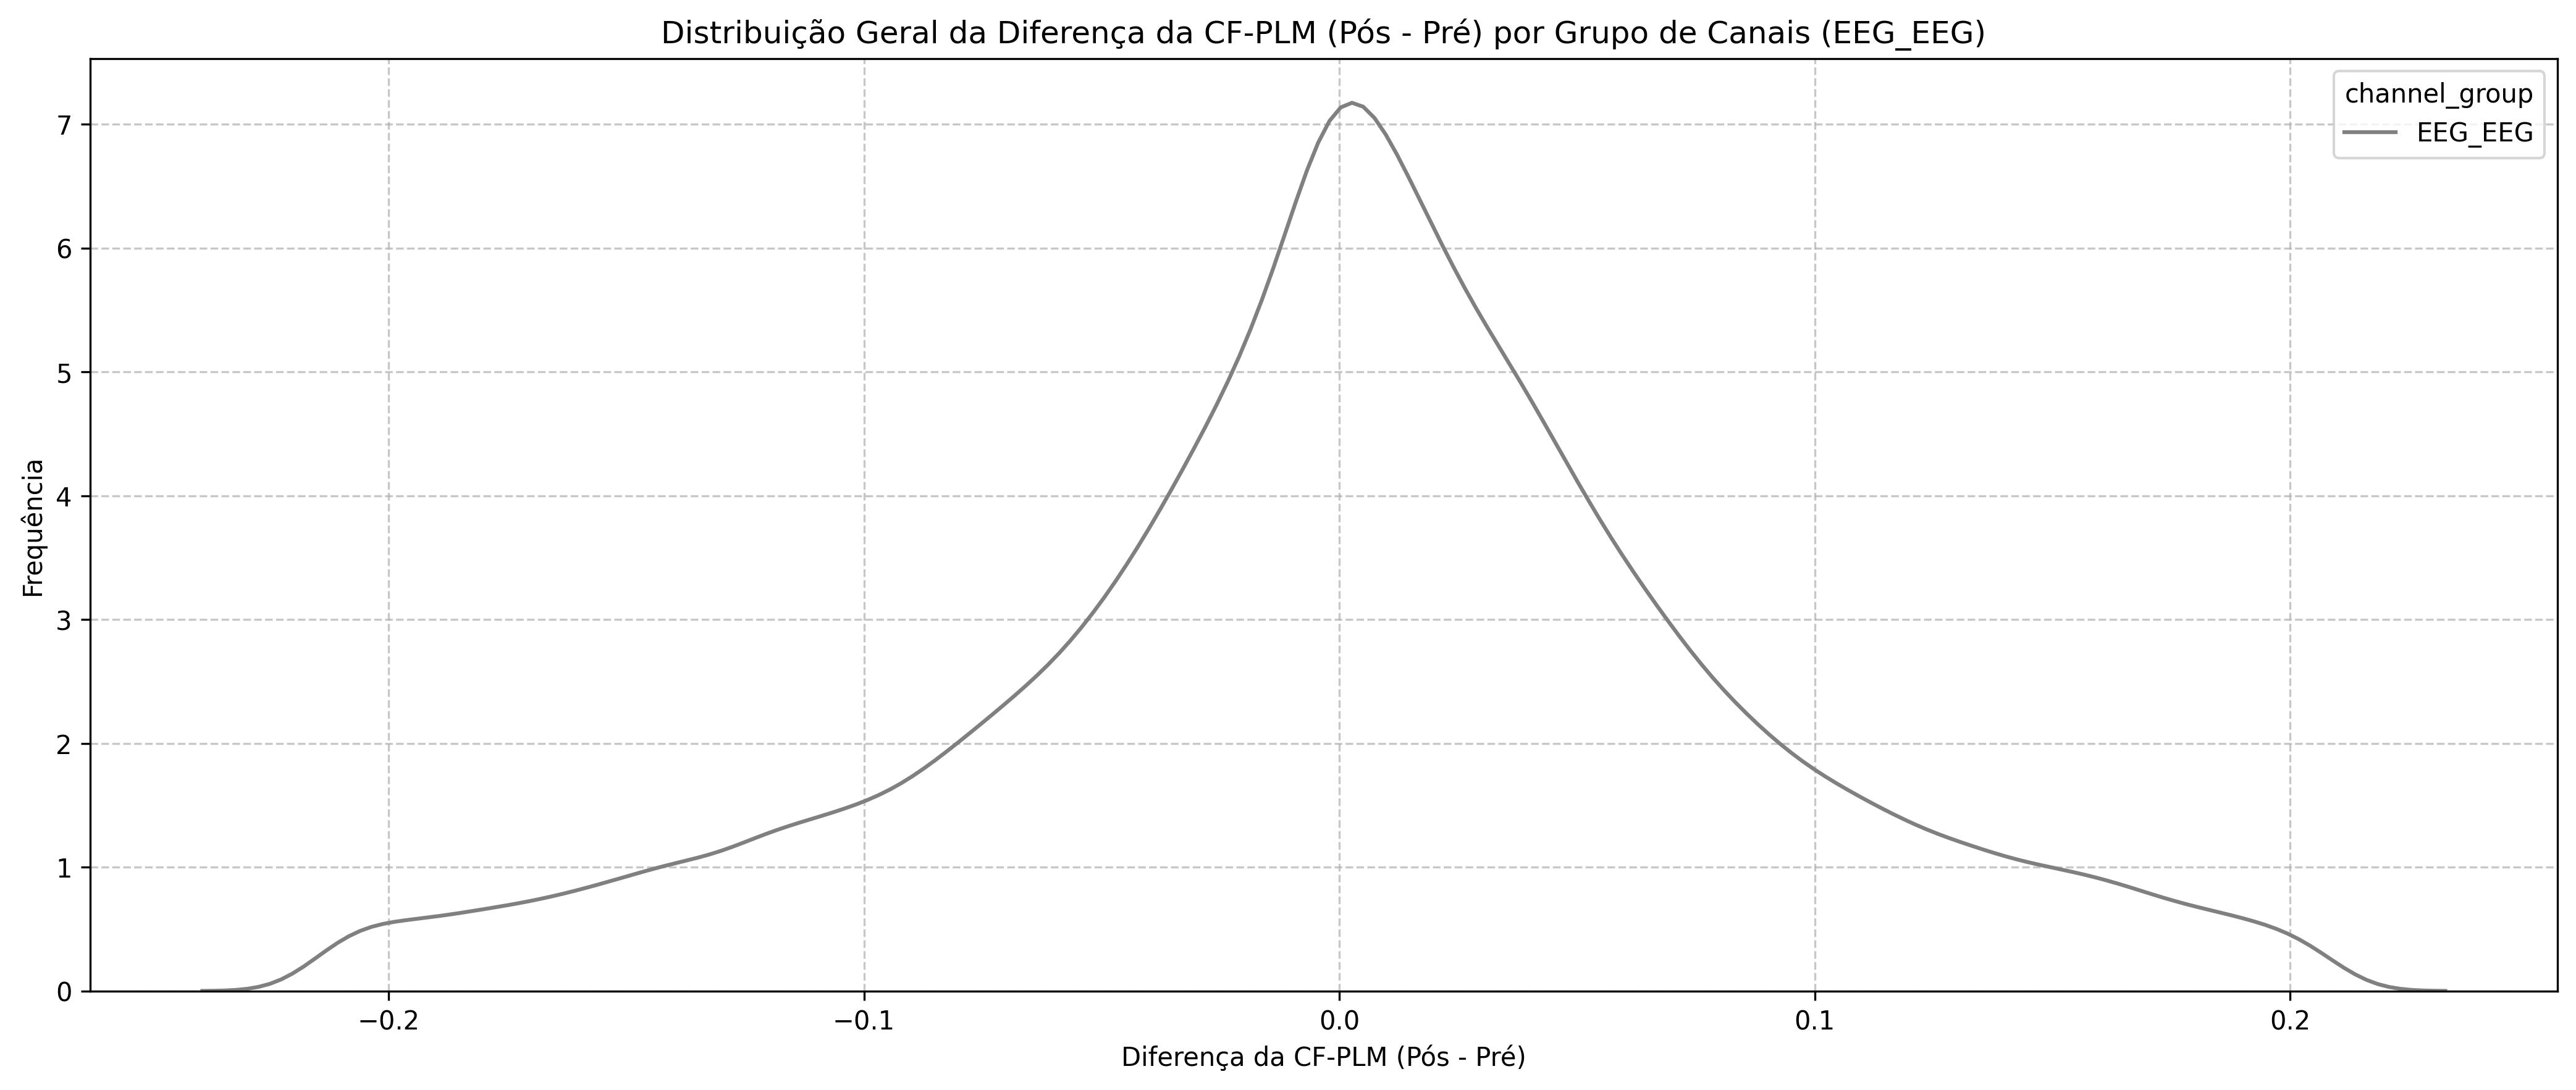 Distribuição Geral da Diferença da CF-PLM (Pós - Pré) por Grupo de Canais (EEG_EEG)
channel_group
EEG_EEG
Frequência
7
6
5
4
3
2
1
0
−0.2
−0.1
0.0
0.1
0.2
Diferença da CF-PLM (Pós - Pré)